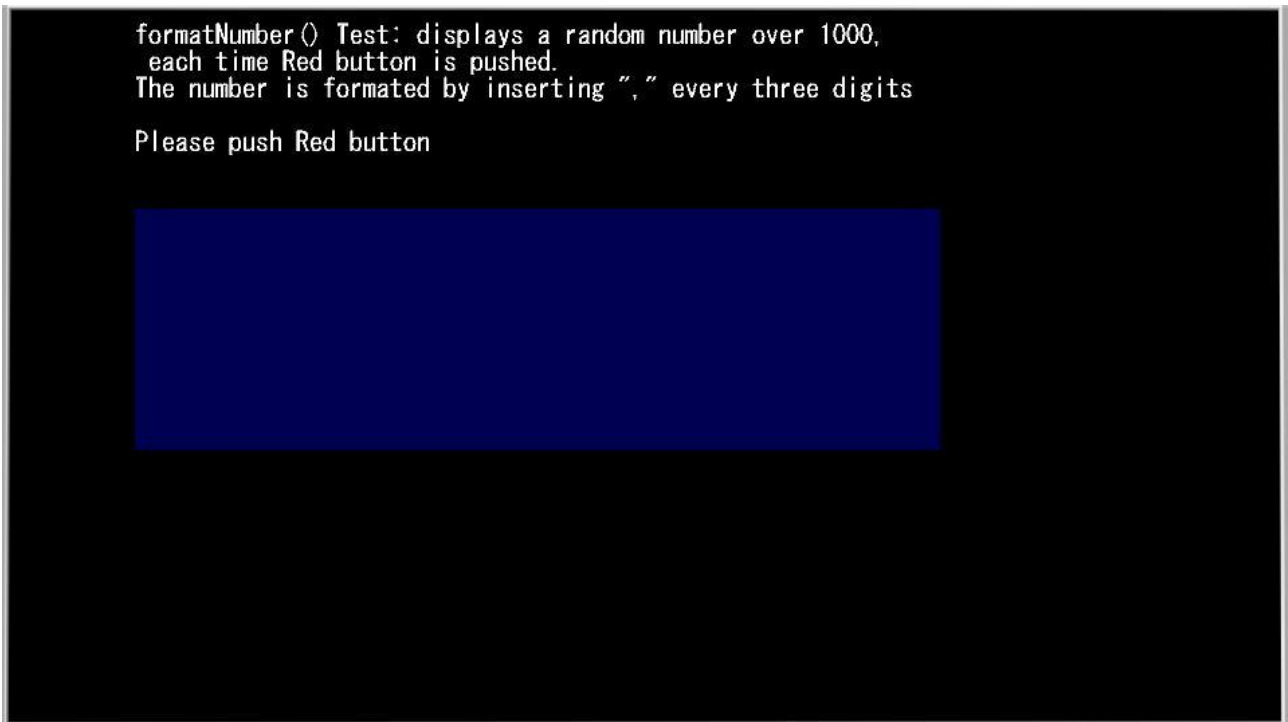 formatNumber() Test: displays a random number over 1000,
each time Red button is pushed.
The number is formated by inserting "," every three digits
Please push Red button